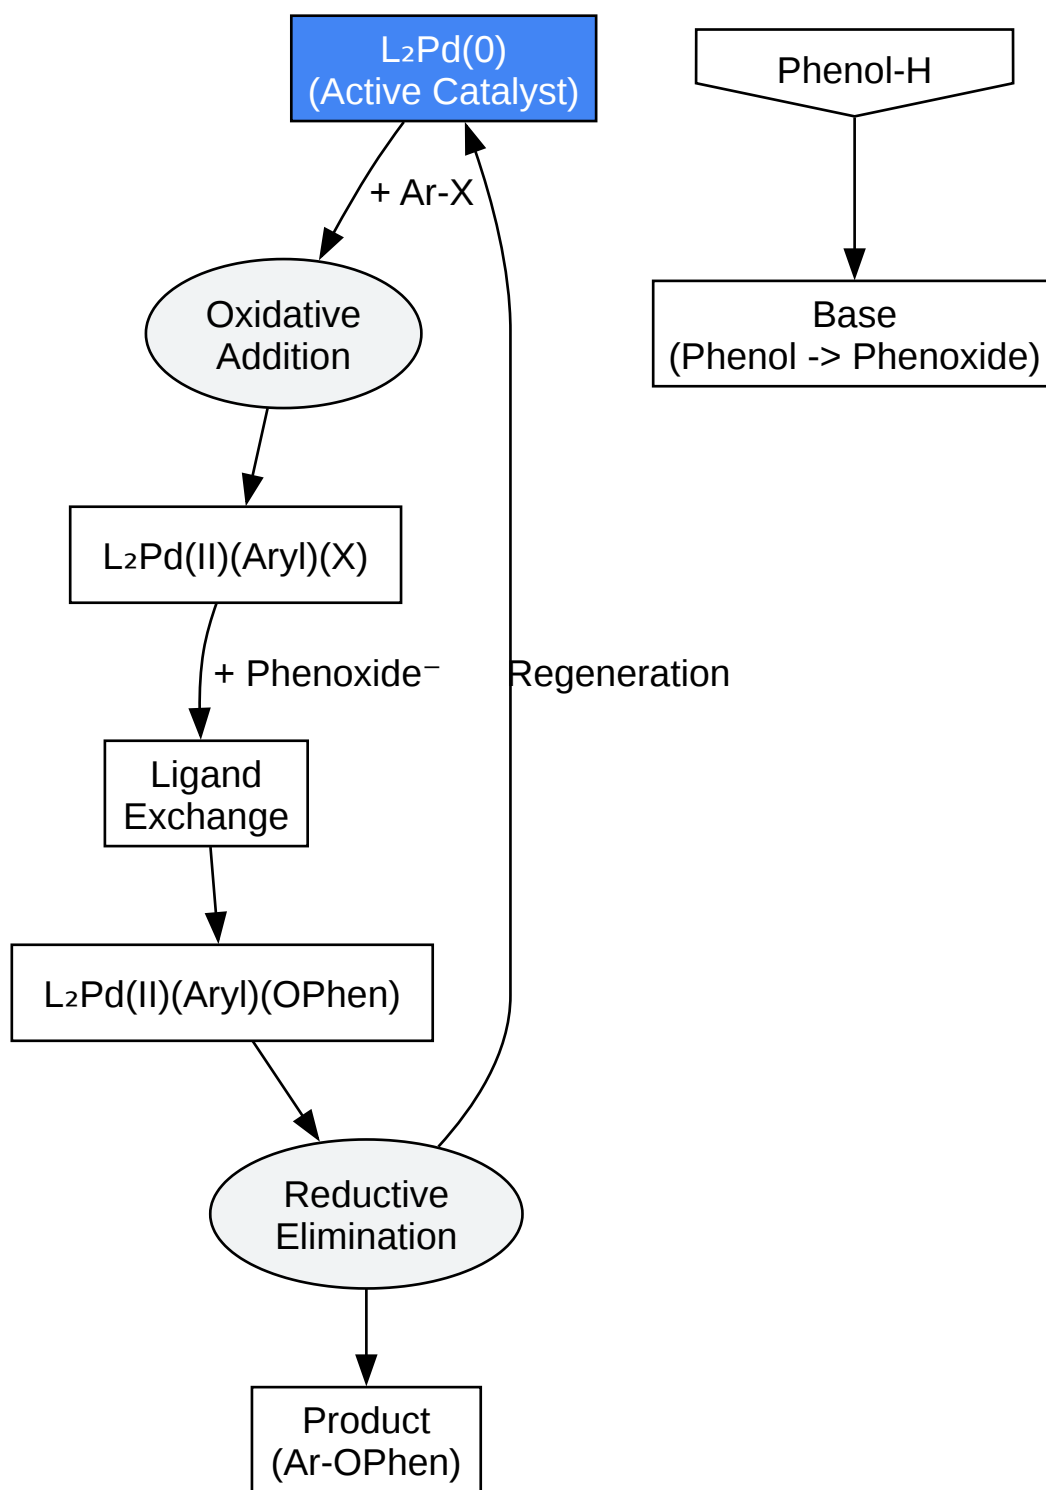 L₂Pd(0)
(Active Catalyst)
Phenol-H
+ Ar-X
Oxidative
Addition
Base
(Phenol -> Phenoxide)
L₂Pd(II)(Aryl)(X)
+ Phenoxide⁻
Regeneration
Ligand
Exchange
L₂Pd(II)(Aryl)(OPhen)
Reductive
Elimination
Product
(Ar-OPhen)